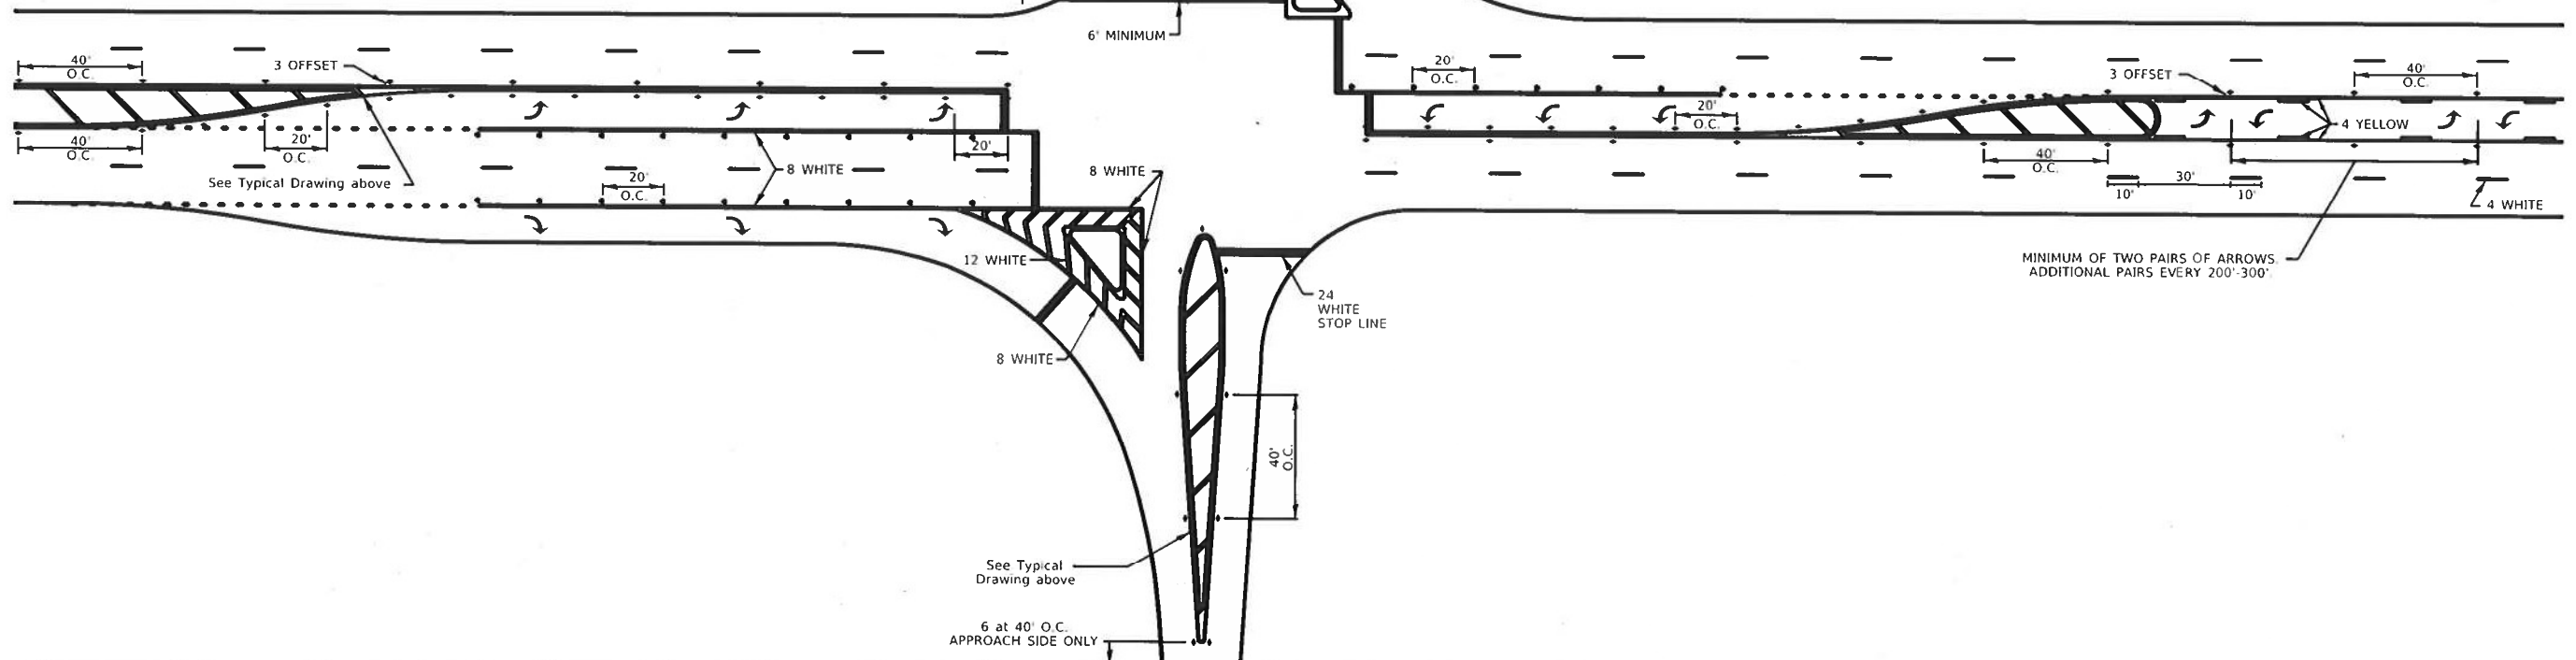 6' MINIMUM
40'
O.C.
3 OFFSET
20'
O.C.
3 OFFSET
40'
O.C.
20'
O.C.
4 YELLOW
40'
O.C.
20'
O.C.
20'
40'
O.C.
See Typical Drawing above
20'
O.C.
8 WHITE
8 WHITE
30'
10'
10'
4 WHITE
12 WHITE
MINIMUM OF TWO PAIRS OF ARROWS.
ADDITIONAL PAIRS EVERY 200'-300'.
24
WHITE
STOP LINE
8 WHITE
40'
O.C.
See Typical
Drawing above
6 at 40' O.C.
APPROACH SIDE ONLY